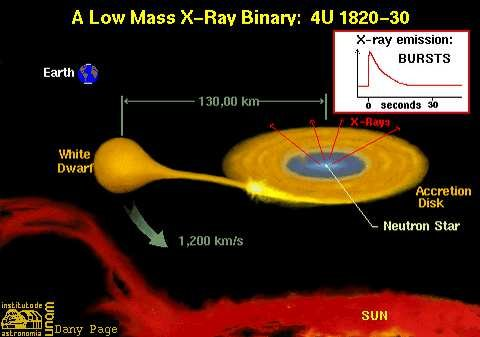 A Low Mass X-Ray Binary: 4U 1820-30
X-ray emission:
BURSTS
0 seconds 30
Earth
130,00 km
X-Rays
White
Dwarf
Accretion
Disk
Neutron Star
1,200 km/s
instituto de
astronomia
unam
Dany Page
SUN